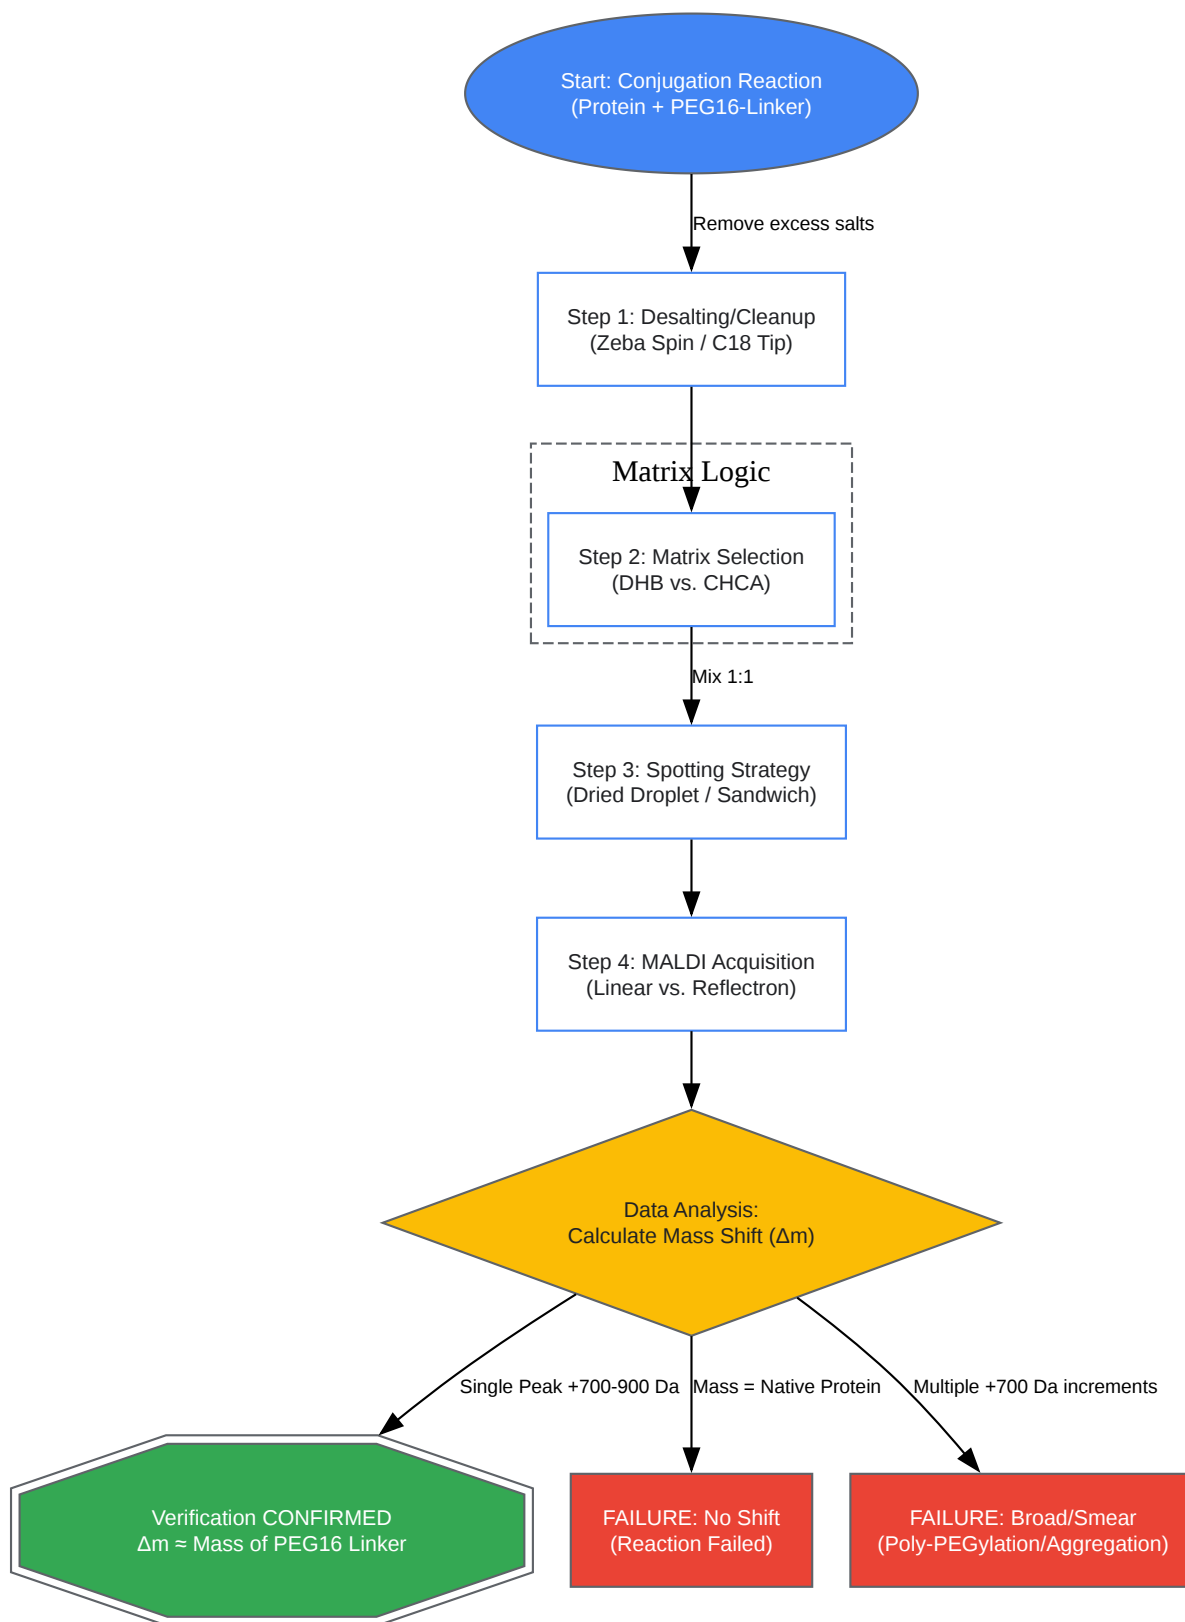 Start: Conjugation Reaction
(Protein + PEG16-Linker)
Remove excess salts
Step 1: Desalting/Cleanup
(Zeba Spin / C18 Tip)
Matrix Logic
Step 2: Matrix Selection
(DHB vs. CHCA)
Mix 1:1
Step 3: Spotting Strategy
(Dried Droplet / Sandwich)
Step 4: MALDI Acquisition
(Linear vs. Reflectron)
Data Analysis:
Calculate Mass Shift (Δm)
Single Peak +700-900 Da
Mass = Native Protein
Multiple +700 Da increments
Verification CONFIRMED
Δm ≈ Mass of PEG16 Linker
FAILURE: No Shift
(Reaction Failed)
FAILURE: Broad/Smear
(Poly-PEGylation/Aggregation)